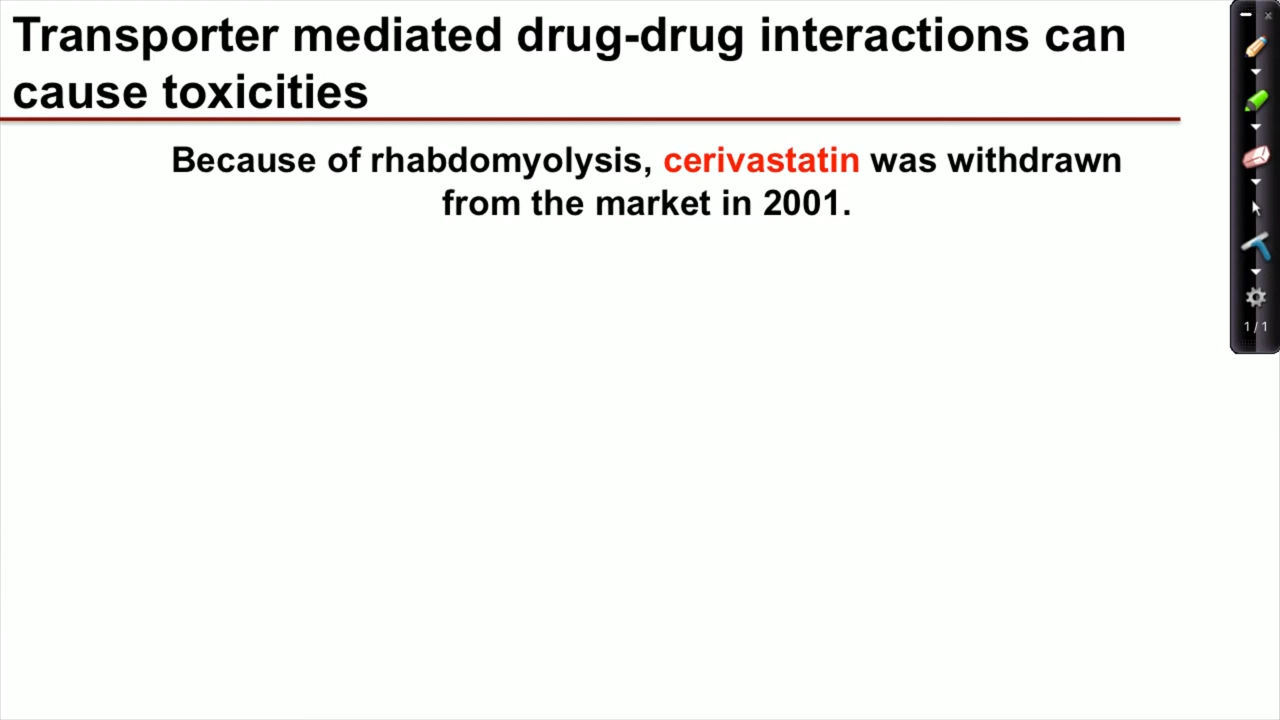 Transporter mediated drug-drug interactions can
cause toxicities
Because of rhabdomyolysis, cerivastatin was withdrawn
from the market in 2001.
1/1